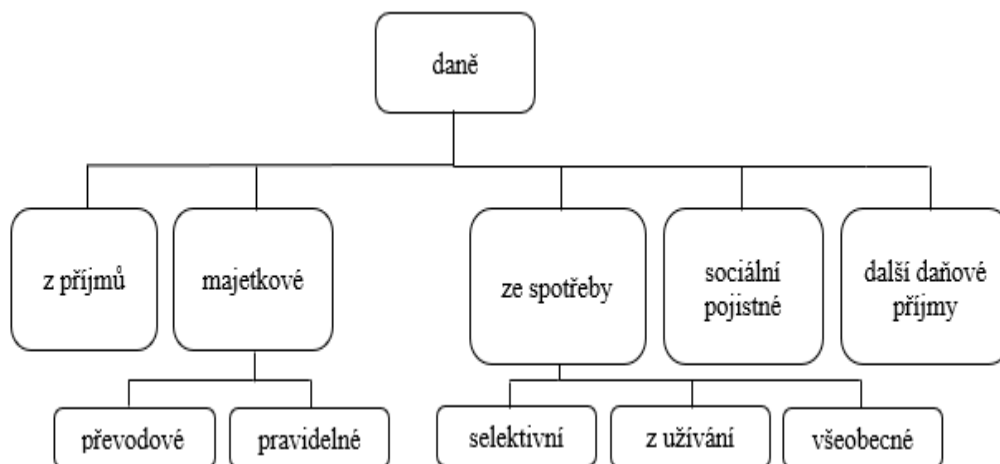 daně
z příjmů
majetkové
ze spotřeby
sociální
pojistné
další daňové
příjmy
převodové
pravidelné
selektivní
z užívání
všeobecné